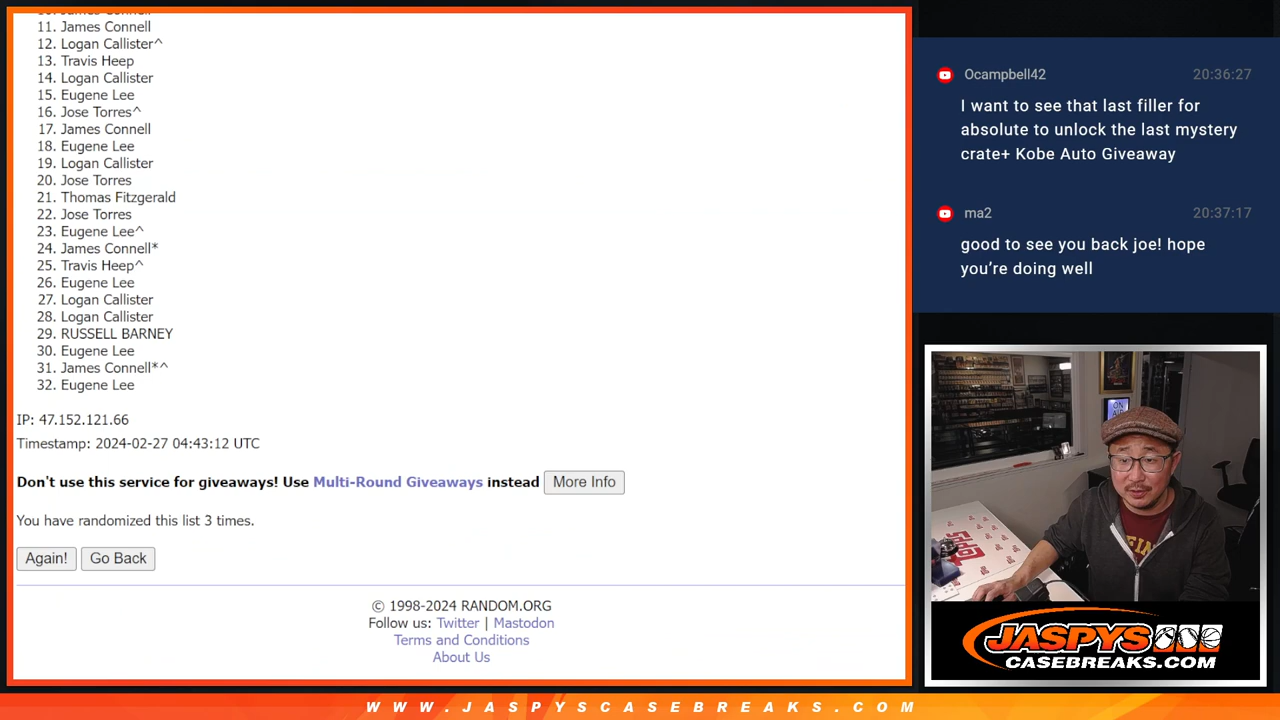 11. James Connell
12. Logan Callister^
13. Travis Heep
14. Logan Callister
15. Eugene Lee
16. Jose Torres^
17. James Connell
18. Eugene Lee
19. Logan Callister
20. Jose Torres
21. Thomas Fitzgerald
22. Jose Torres
23. Eugene Lee^
24. James Connell*
25. Travis Heep^
26. Eugene Lee
27. Logan Callister
28. Logan Callister
29. RUSSELL BARNEY
30. Eugene Lee
31. James Connell*^
32. Eugene Lee
IP: 47.152.121.66
Timestamp: 2024-02-27 04:43:12 UTC
Don't use this service for giveaways! Use Multi-Round Giveaways instead More Info
You have randomized this list 3 times.
Again! Go Back
© 1998-2024 RANDOM.ORG
Follow us: Twitter | Mastodon
Terms and Conditions
About Us
Ocampbell42 20:36:27
I want to see that last filler for
absolute to unlock the last mystery
crate+ Kobe Auto Giveaway
ma2 20:37:17
good to see you back joe! hope
you’re doing well
ON
AIR
topps
JASPYS
CASEBREAKS.COM
WWW.JASPYSCASEBREAKS.COM